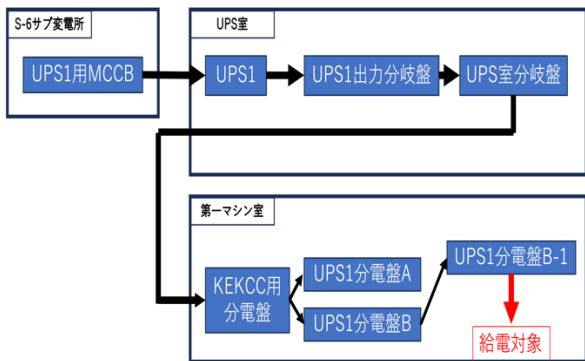 S-6サブ変電所
UPS室
UPS1用MCCB
UPS1
UPS1出力分岐盤
UPS室分岐盤
第一マシン室
KEKCC用
分電盤
UPS1分電盤A
UPS1分電盤B
UPS1分電盤B-1
給電対象